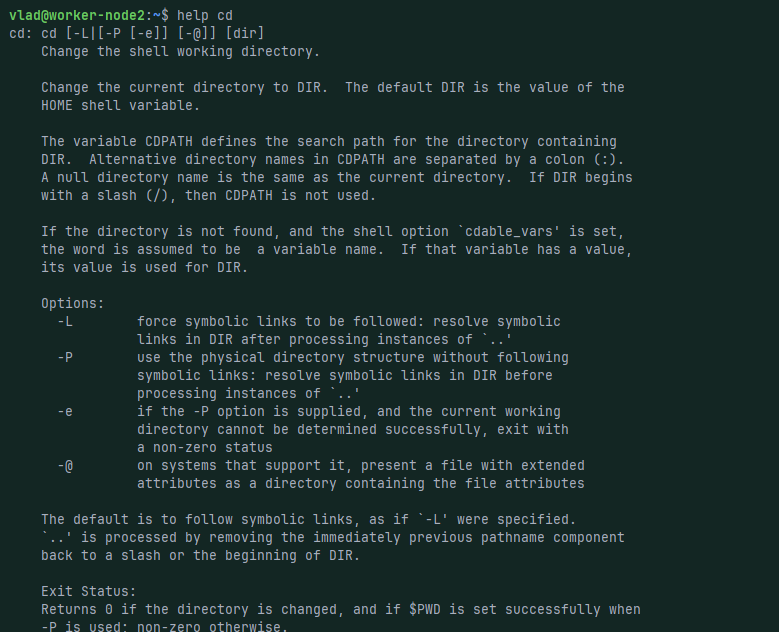 vlad@worker-node2:~$ help cd
cd: cd [-L|[-P [-e]] [-@]] [dir]
    Change the shell working directory.

    Change the current directory to DIR.  The default DIR is the value of the
    HOME shell variable.

    The variable CDPATH defines the search path for the directory containing
    DIR.  Alternative directory names in CDPATH are separated by a colon (:).
    A null directory name is the same as the current directory.  If DIR begins
    with a slash (/), then CDPATH is not used.

    If the directory is not found, and the shell option `cdable_vars' is set,
    the word is assumed to be  a variable name.  If that variable has a value,
    its value is used for DIR.

    Options:
      -L        force symbolic links to be followed: resolve symbolic
                links in DIR after processing instances of `..'
      -P        use the physical directory structure without following
                symbolic links: resolve symbolic links in DIR before
                processing instances of `..'
      -e        if the -P option is supplied, and the current working
                directory cannot be determined successfully, exit with
                a non-zero status
      -@        on systems that support it, present a file with extended
                attributes as a directory containing the file attributes

    The default is to follow symbolic links, as if `-L' were specified.
    `..' is processed by removing the immediately previous pathname component
    back to a slash or the beginning of DIR.

    Exit Status:
    Returns 0 if the directory is changed, and if $PWD is set successfully when
    -P is used; non-zero otherwise.